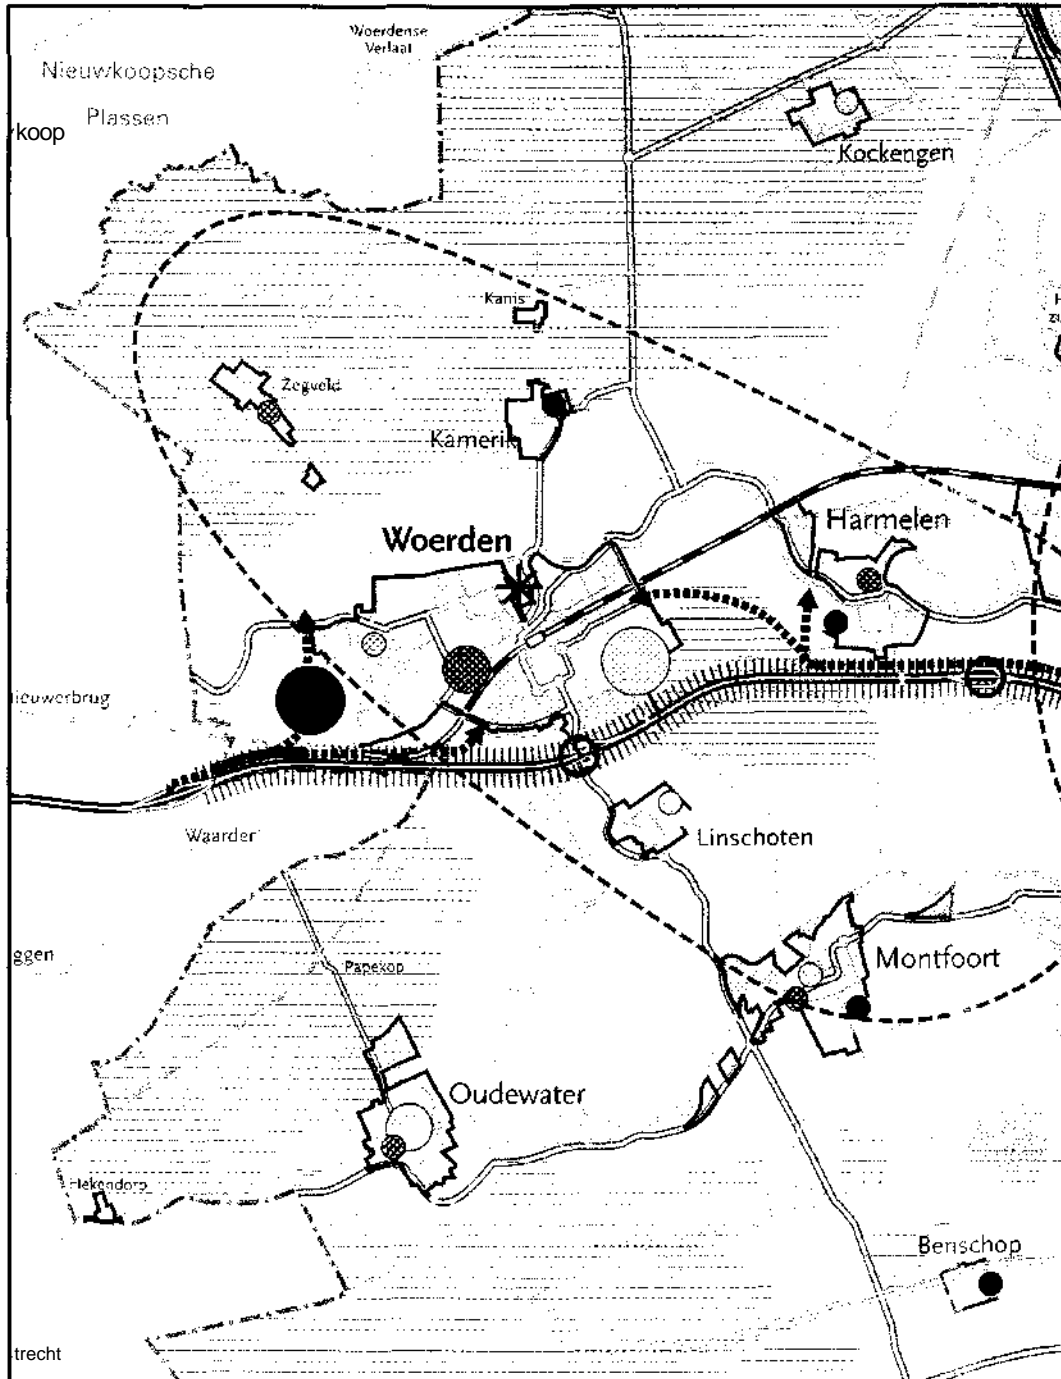 Woerdense
Verlaat
Nieuwkoopsche
Plassen
koop
Kockengen
Kanis
Zegveld
Kamerik
Harmelen
Woerden
ieuwerbrug
Waarder
Linschoten
ggen
Papekop
Montfoort
Oudewater
Hekendorp
Benschop
trecht